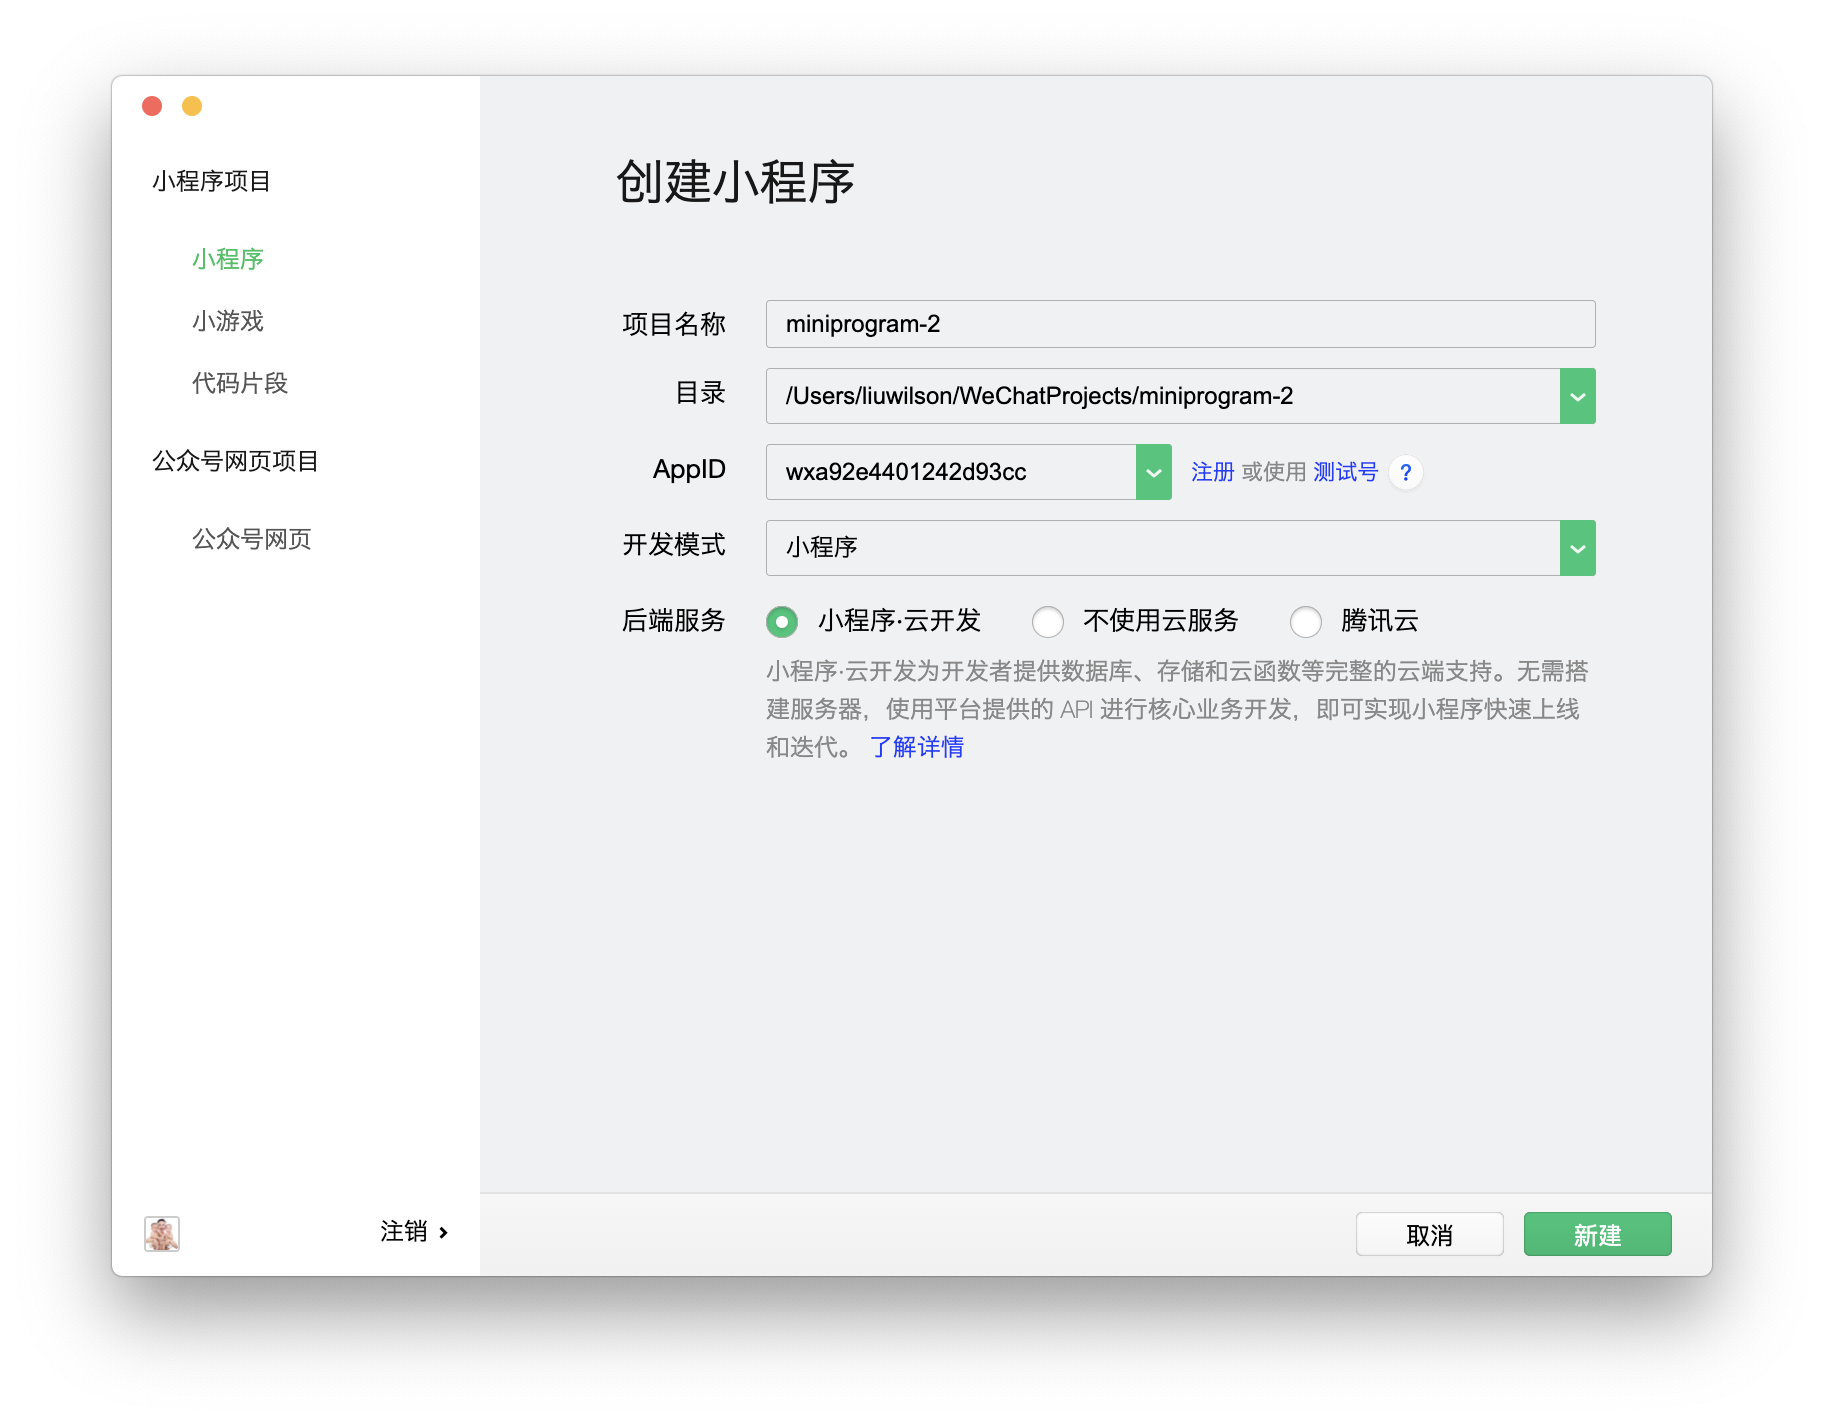 小程序项目
小程序
小游戏
代码片段
公众号网页项目
公众号网页
注销
创建小程序
项目名称 miniprogram-2
目录 /Users/liuwilson/WeChatProjects/miniprogram-2
AppID wxa92e4401242d93cc 注册 或使用 测试号 ?
开发模式 小程序
后端服务 小程序·云开发 不使用云服务 腾讯云
小程序·云开发为开发者提供数据库、存储和云函数等完整的云端支持。无需搭
建服务器，使用平台提供的 API 进行核心业务开发，即可实现小程序快速上线
和迭代。 了解详情
取消 新建